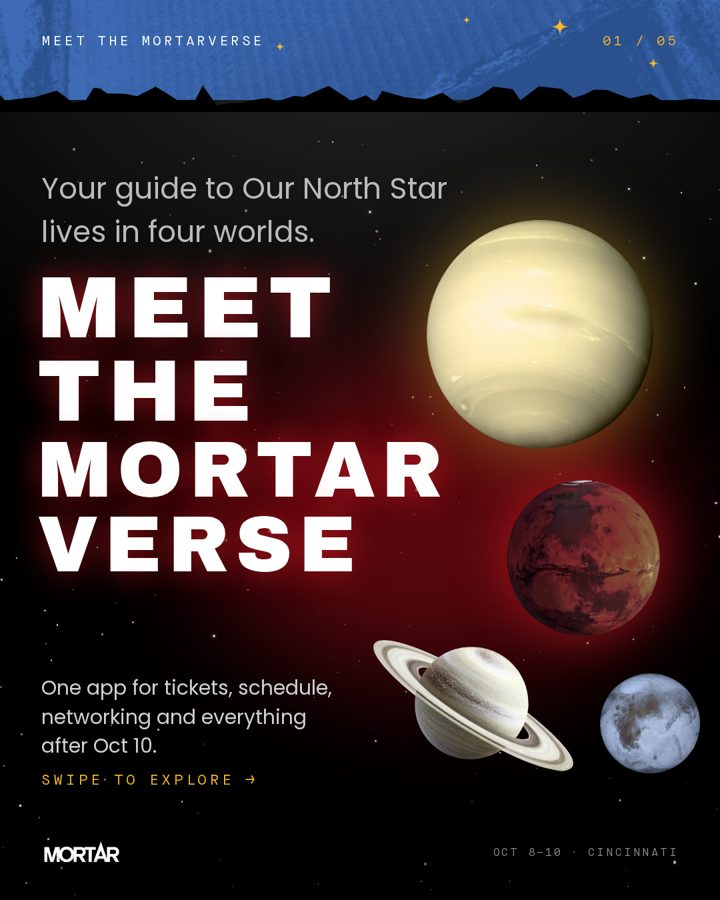 MEET THE MORTARVERSE
01 / 05
Your guide to Our North Star
lives in four worlds.
MEET
THE
MORTAR
VERSE
One app for tickets, schedule,
networking and everything
after Oct 10.
SWIPE TO EXPLORE →
MORTAR
OCT 8–10 · CINCINNATI